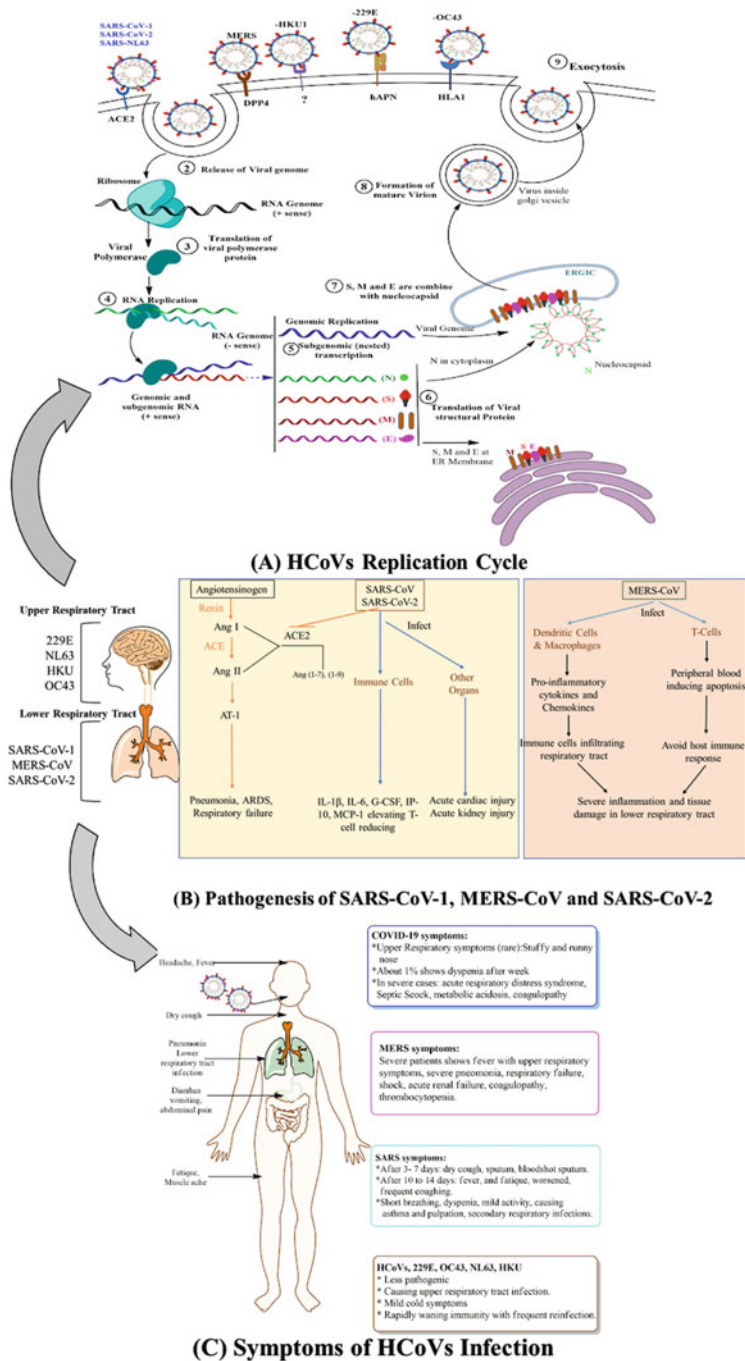 SARS-CoV-1
SARS-CoV-2
SARS-NL63
MERS
-HKU1
-229E
-OC43
ACE2
DPP4
?
hAPN
HLA1
9
Exocytosis
2
Release of Viral genome
Ribosome
RNA Genome
(+ sense)
8
Formation of
mature Virion
Virus inside
golgi vesicle
3
Translation of
viral polymerase
protein
Viral
Polymerase
4
RNA Replication
RNA Genome
(- sense)
Genomic and
subgenomic RNA
(+ sense)
7
S, M and E are combine
with nucleocapsid
ERGIC
Genomic Replication
Viral Genome
5
Subgenomic (nested)
transcription
N in cytoplasm
N
Nucleocapsoid
(N)
(S)
(M)
(E)
6
Translation of Viral
structural Protein
S, M and E at
ER Membrane
M
S E
(A) HCoVs Replication Cycle
Upper Respiratory Tract
229E
NL63
HKU
OC43
Lower Respiratory Tract
SARS-CoV-1
MERS-CoV
SARS-CoV-2
Angiotensinogen
Renin
Ang I
ACE
Ang II
AT-1
Pneumonia, ARDS,
Respiratory failure
ACE2
Ang (1-7), (1-9)
SARS-CoV
SARS-CoV-2
Infect
Immune Cells
Other
Organs
IL-1β, IL-6, G-CSF, IP-
10, MCP-1 elevating T-
cell reducing
Acute cardiac injury
Acute kidney injury
MERS-CoV
Infect
Dendritic Cells
& Macrophages
T-Cells
Pro-inflammatory
cytokines and
Chemokines
Peripheral blood
inducing apoptosis
Immune cells infiltrating
respiratory tract
Avoid host immune
response
Severe inflammation and tissue
damage in lower respiratory tract
(B) Pathogenesis of SARS-CoV-1, MERS-CoV and SARS-CoV-2
Headache, Fever
Dry cough
Pneumonia
Lower
respiratory tract
infection
Diarrhea
vomiting,
abdominal pain
Fatique,
Muscle ache
COVID-19 symptoms:
*Upper Respiratory symptoms (rare):Stuffy and runny
nose
*About 1% shows dyspenia after week
*In severe cases: acute respiratory distress syndrome,
Septic Scock, metabolic acidosis, coagulopathy
MERS symptoms:
Severe patients shows fever with upper respiratory
symptoms, severe pneomonia, respiratory failure,
shock, acute renal failure, coagulopathy,
thrombocytopenia.
SARS symptoms:
*After 3- 7 days: dry cough, sputum, bloodshot sputum.
*After 10 to 14 days: fever, and fatique, worsened,
frequent coughing.
*Short breathing, dyspenia, mild activity, causing
asthma and pulpation, secondary respiratory infections.
HCoVs, 229E, OC43, NL63, HKU
* Less pathogenic
* Causing upper respiratory tract infection.
* Mild cold symptoms
* Rapidly waning immunity with frequent reinfection.
(C) Symptoms of HCoVs Infection